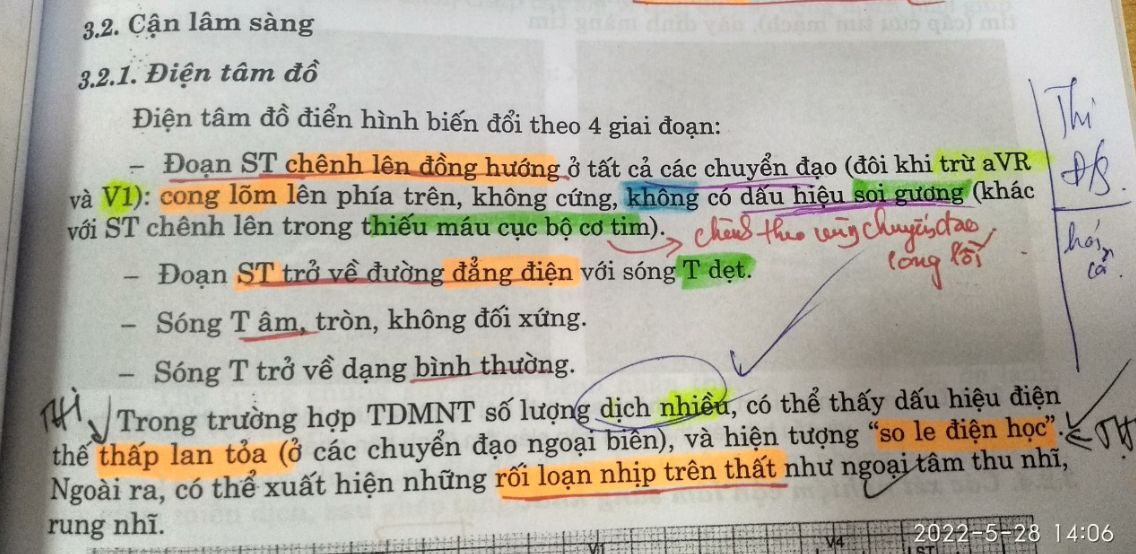 3.2. Cận lâm sàng
3.2.1. Điện tâm đồ
Điện tâm đồ điển hình biến đổi theo 4 giai đoạn:
– Đoạn ST chênh lên đồng hướng ở tất cả các chuyển đạo (đôi khi trừ aVR
và V1): cong lõm lên phía trên, không cứng, không có dấu hiệu soi gương (khác
với ST chênh lên trong thiếu máu cục bộ cơ tim).
chênh theo vùng chuyển đạo
cong lồi
Thi
hỏi
cả
– Đoạn ST trở về đường đẳng điện với sóng T dẹt.
– Sóng T âm, tròn, không đối xứng.
– Sóng T trở về dạng bình thường.
Thi
Trong trường hợp TDMNT số lượng dịch nhiều, có thể thấy dấu hiệu điện
thế thấp lan tỏa (ở các chuyển đạo ngoại biên), và hiện tượng “so le điện học”.
Ngoài ra, có thể xuất hiện những rối loạn nhịp trên thất như ngoại tâm thu nhĩ,
rung nhĩ.
V1
V4
ST
2022-5-28 14:06